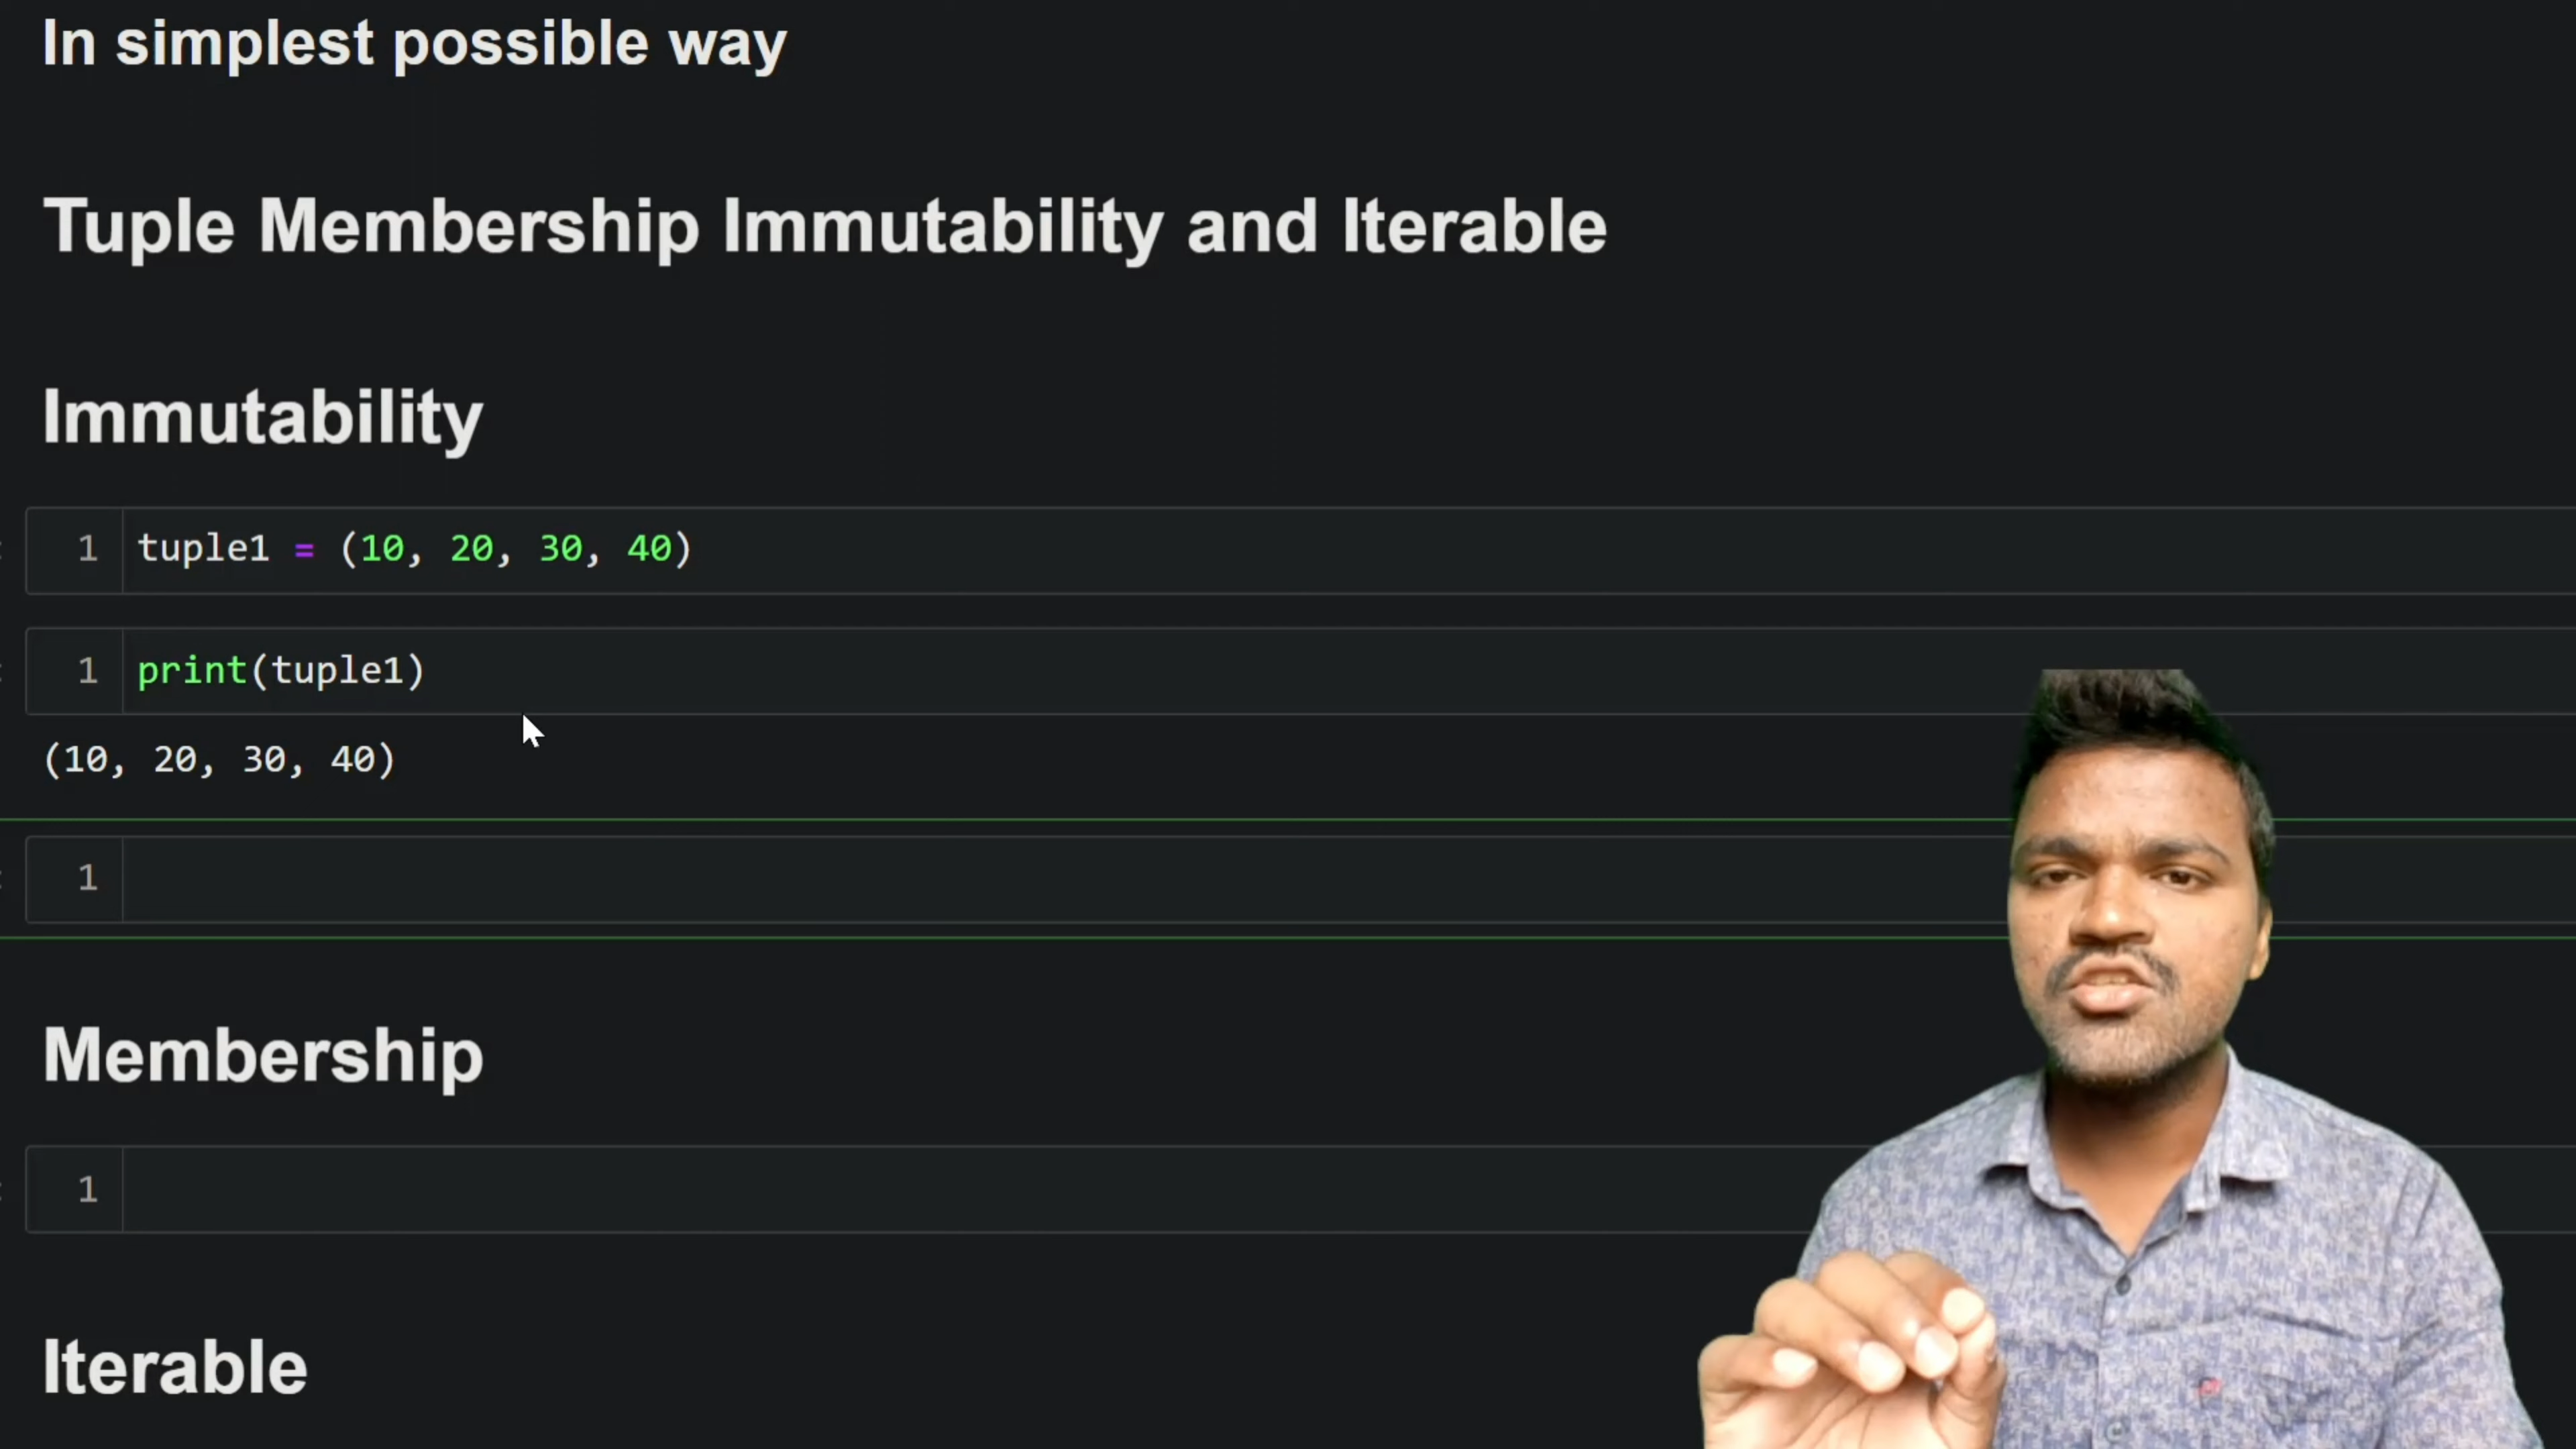 In simplest possible way
Tuple Membership Immutability and Iterable
Immutability
1 tuple1 = (10, 20, 30, 40)
1 print(tuple1)
(10, 20, 30, 40)
1
Membership
1
Iterable